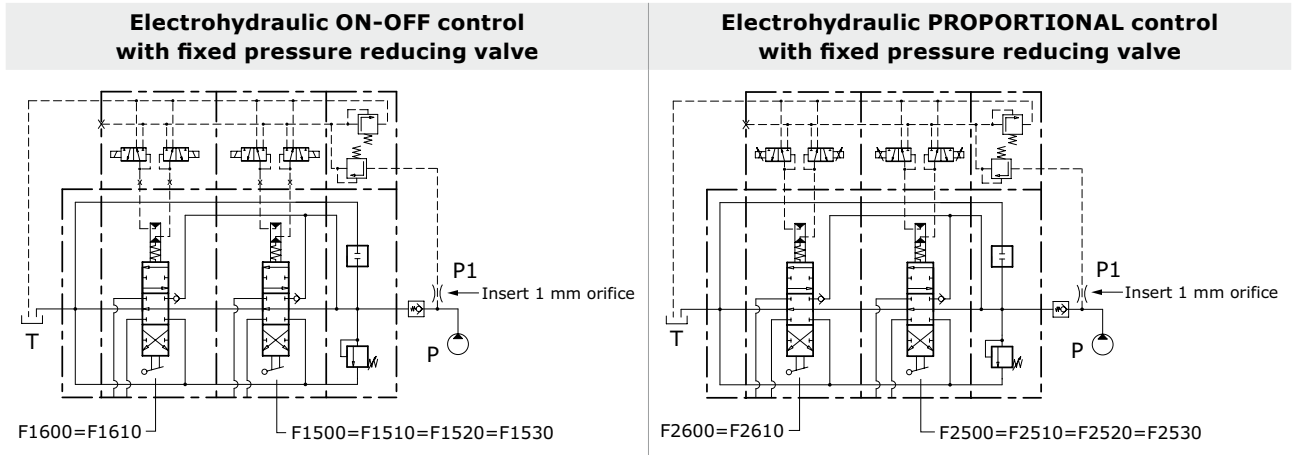 Electrohydraulic ON-OFF control
with fixed pressure reducing valve
P1
Insert 1 mm orifice
T
P
F1600=F1610
F1500=F1510=F1520=F1530
Electrohydraulic PROPORTIONAL control
with fixed pressure reducing valve
P1
Insert 1 mm orifice
T
P
F2600=F2610
F2500=F2510=F2520=F2530